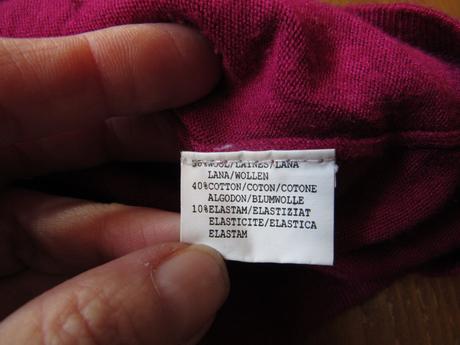 WOOL/LAINES/LANA
LANA/WOLLEN
40%COTTON/COTON/COTONE
ALGODON/BLUMWOLLE
10%ELASTAM/ELASTIZIAT
ELASTICITE/ELASTICA
ELASTAM